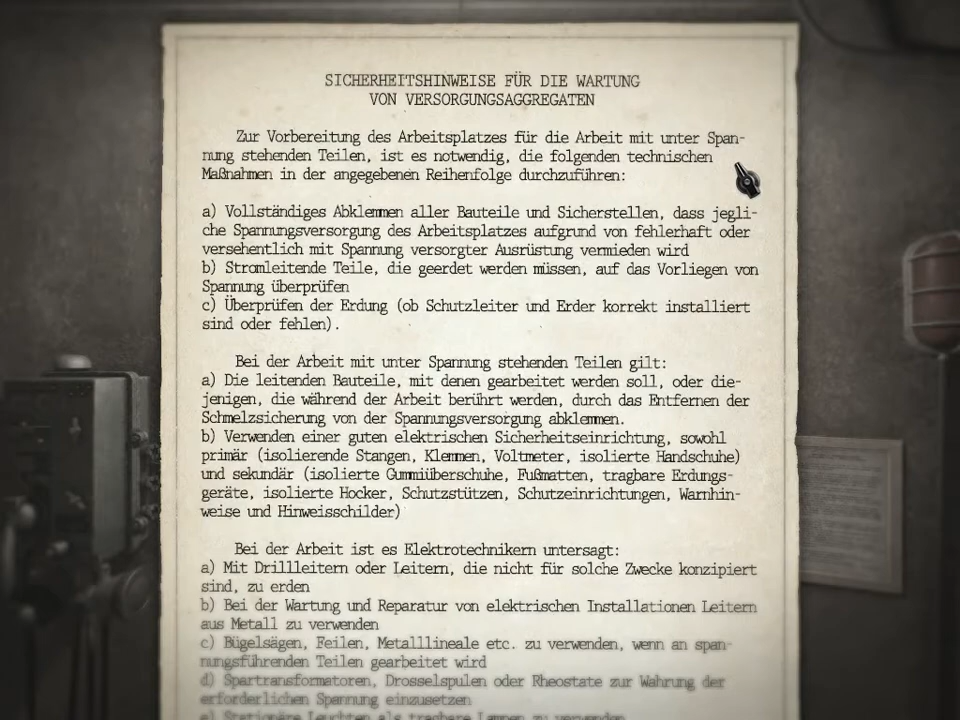 SICHERHEITSHINWEISE FÜR DIE WARTUNG
VON VERSORGUNGSAGGREGATEN
Zur Vorbereitung des Arbeitsplatzes für die Arbeit mit unter Span-
nung stehenden Teilen, ist es notwendig, die folgenden technischen
Maßnahmen in der angegebenen Reihenfolge durchzuführen:
a) Vollständiges Abklemmen aller Bauteile und Sicherstellen, dass jegli-
che Spannungsversorgung des Arbeitsplatzes aufgrund von fehlerhaft oder
versehentlich mit Spannung versorgter Ausrüstung vermieden wird
b) Stromleitende Teile, die geerdet werden müssen, auf das Vorliegen von
Spannung überprüfen
c) Überprüfen der Erdung (ob Schutzleiter und Erder korrekt installiert
sind oder fehlen).
Bei der Arbeit mit unter Spannung stehenden Teilen gilt:
a) Die leitenden Bauteile, mit denen gearbeitet werden soll, oder die-
jenigen, die während der Arbeit berührt werden, durch das Entfernen der
Schmelzsicherung von der Spannungsversorgung abklemmen.
b) Verwenden einer guten elektrischen Sicherheitseinrichtung, sowohl
primär (isolierende Stangen, Klemmen, Voltmeter, isolierte Handschuhe)
und sekundär (isolierte Gummiüberschuhe, Fußmatten, tragbare Erdungs-
geräte, isolierte Hocker, Schutzstützen, Schutzeinrichtungen, Warnhin-
weise und Hinweisschilder)
Bei der Arbeit ist es Elektrotechnikern untersagt:
a) Mit Drillleitern oder Leitern, die nicht für solche Zwecke konzipiert
sind, zu erden
b) Bei der Wartung und Reparatur von elektrischen Installationen Leitern
aus Metall zu verwenden
c) Bügelsägen, Feilen, Metalllineale etc. zu verwenden, wenn an span-
nungsführenden Teilen gearbeitet wird
d) Spartransformatoren, Drosselspulen oder Rheostate zur Wahrung der
erforderlichen Spannung einzusetzen
e) Stationäre Leuchten als tragbare Lampen zu verwenden